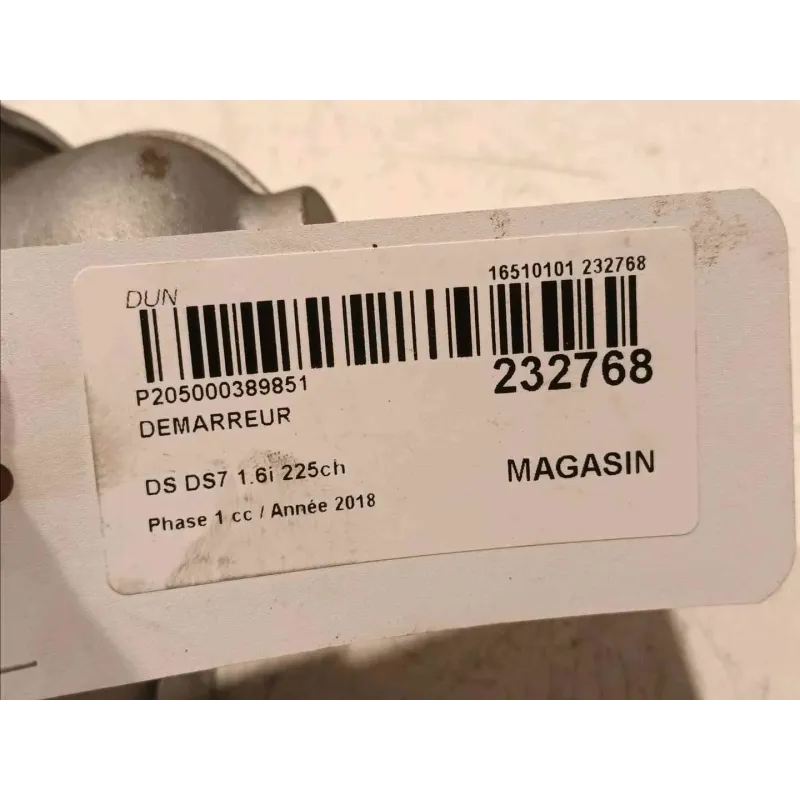 DUN
16510101 232768
P205000389851
232768
DEMARREUR
DS DS7 1.6i 225ch
MAGASIN
Phase 1 cc / Année 2018